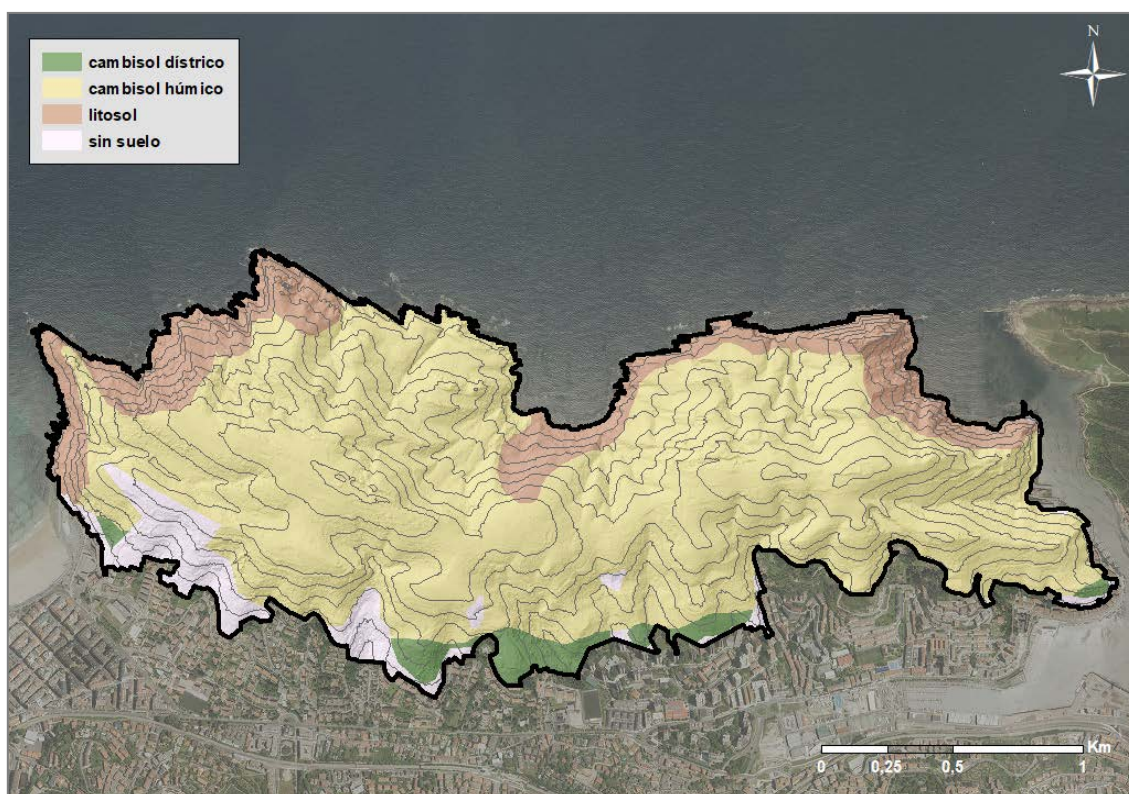 N
cambisol dístrico
cambisol húmico
litosol
sin suelo
Km
0 0,25 0,5 1